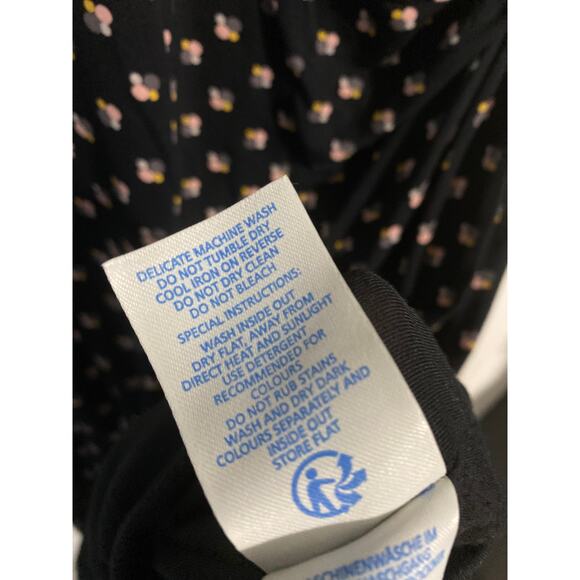 DELICATE MACHINE WASH
DO NOT TUMBLE DRY
COOL IRON ON REVERSE
DO NOT DRY CLEAN
DO NOT BLEACH
SPECIAL INSTRUCTIONS:
WASH INSIDE OUT
DRY FLAT, AWAY FROM
DIRECT HEAT AND SUNLIGHT
USE DETERGENT
RECOMMENDED FOR
COLOURS
DO NOT RUB STAINS
WASH AND DRY DARK
COLOURS SEPARATELY AND
INSIDE OUT
STORE FLAT